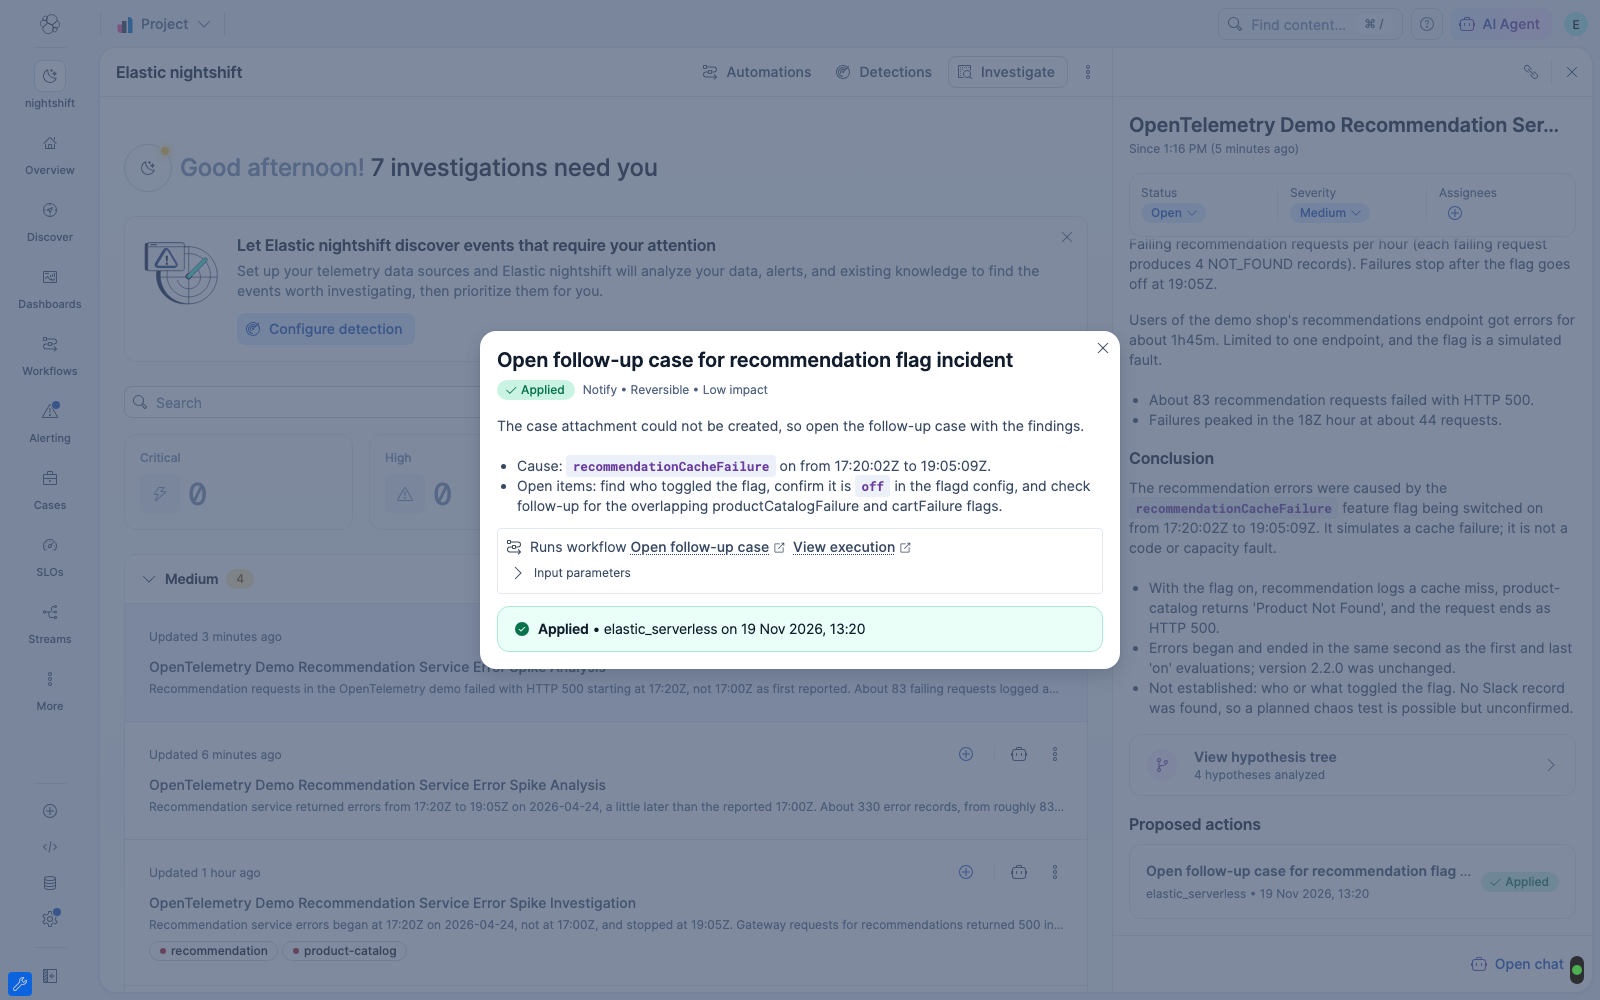 Project
Find content...
⌘ /
AI Agent
E
Elastic nightshift
Automations
Detections
Investigate
nightshift
Overview
Discover
Dashboards
Workflows
Alerting
Cases
SLOs
Streams
More
Good afternoon! 7 investigations need you
Let Elastic nightshift discover events that require your attention
Set up your telemetry data sources and Elastic nightshift will analyze your data, alerts, and existing knowledge to find the
events worth investigating, then prioritize them for you.
Configure detection
Search
Critical
0
High
0
Medium 4
Updated 3 minutes ago
OpenTelemetry Demo Recommendation Service Error Spike Analysis
Recommendation requests in the OpenTelemetry demo failed with HTTP 500 starting at 17:20Z, not 17:00Z as first reported. About 83 failing requests logged a...
Updated 6 minutes ago
OpenTelemetry Demo Recommendation Service Error Spike Analysis
Recommendation service returned errors from 17:20Z to 19:05Z on 2026-04-24, a little later than the reported 17:00Z. About 330 error records, from roughly 83...
Updated 1 hour ago
OpenTelemetry Demo Recommendation Service Error Spike Investigation
Recommendation service errors began at 17:20Z on 2026-04-24, not at 17:00Z, and stopped at 19:05Z. Gateway requests for recommendations returned 500 in...
recommendation
product-catalog
Open follow-up case for recommendation flag incident
Applied
Notify • Reversible • Low impact
The case attachment could not be created, so open the follow-up case with the findings.
• Cause: recommendationCacheFailure on from 17:20:02Z to 19:05:09Z.
• Open items: find who toggled the flag, confirm it is off in the flagd config, and check
follow-up for the overlapping productCatalogFailure and cartFailure flags.
Runs workflow Open follow-up case View execution
Input parameters
Applied • elastic_serverless on 19 Nov 2026, 13:20
OpenTelemetry Demo Recommendation Ser...
Since 1:16 PM (5 minutes ago)
Status
Open
Severity
Medium
Assignees
Failing recommendation requests per hour (each failing request
produces 4 NOT_FOUND records). Failures stop after the flag goes
off at 19:05Z.
Users of the demo shop's recommendations endpoint got errors for
about 1h45m. Limited to one endpoint, and the flag is a simulated
fault.
• About 83 recommendation requests failed with HTTP 500.
• Failures peaked in the 18Z hour at about 44 requests.
Conclusion
The recommendation errors were caused by the
recommendationCacheFailure feature flag being switched on
from 17:20:02Z to 19:05:09Z. It simulates a cache failure; it is not a
code or capacity fault.
• With the flag on, recommendation logs a cache miss, product-
catalog returns 'Product Not Found', and the request ends as
HTTP 500.
• Errors began and ended in the same second as the first and last
'on' evaluations; version 2.2.0 was unchanged.
• Not established: who or what toggled the flag. No Slack record
was found, so a planned chaos test is possible but unconfirmed.
View hypothesis tree
4 hypotheses analyzed
Proposed actions
Open follow-up case for recommendation flag ...
elastic_serverless • 19 Nov 2026, 13:20
Applied
Open chat